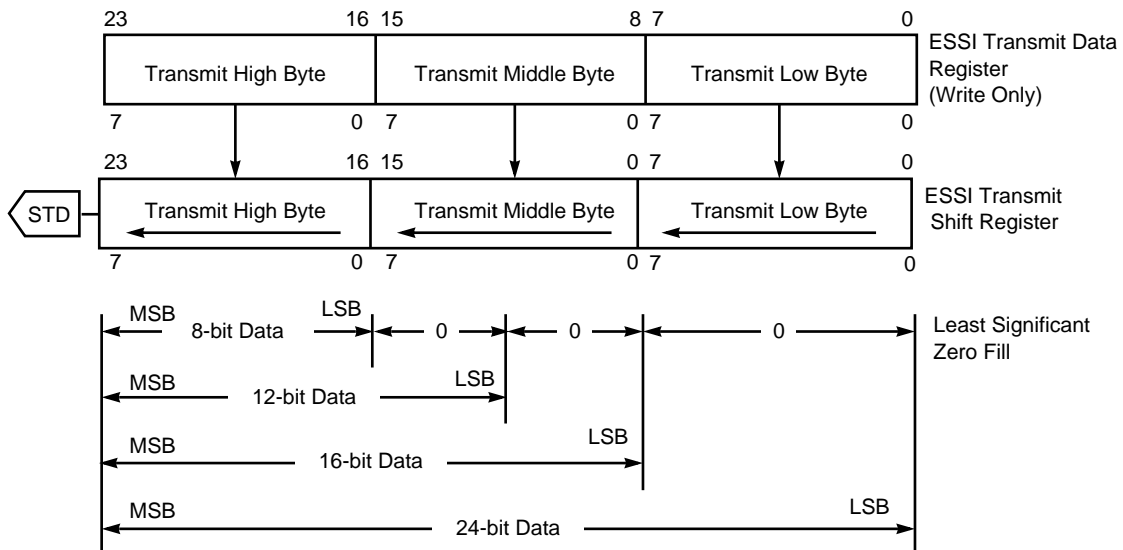 23 16 15 8 7 0
Transmit High Byte Transmit Middle Byte Transmit Low Byte
ESSI Transmit Data
Register
(Write Only)
7 0 7 0 7 0
23 16 15 0 7 0
STD
Transmit High Byte Transmit Middle Byte Transmit Low Byte
ESSI Transmit
Shift Register
7 0 7 0 7 0
MSB LSB
8-bit Data 0 0 0
Least Significant
Zero Fill
MSB LSB
12-bit Data
MSB LSB
16-bit Data
MSB LSB
24-bit Data